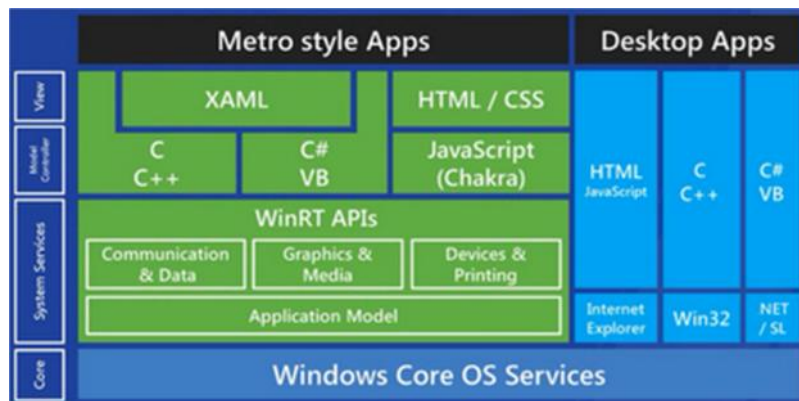 Metro style Apps
Desktop Apps
View
XAML
HTML / CSS
Model
Controller
C
C++
C#
VB
JavaScript
(Chakra)
HTML
JavaScript
C
C++
C#
VB
System Services
WinRT APIs
Communication
& Data
Graphics &
Media
Devices &
Printing
Application Model
Internet
Explorer
Win32
NET
/ SL
Core
Windows Core OS Services